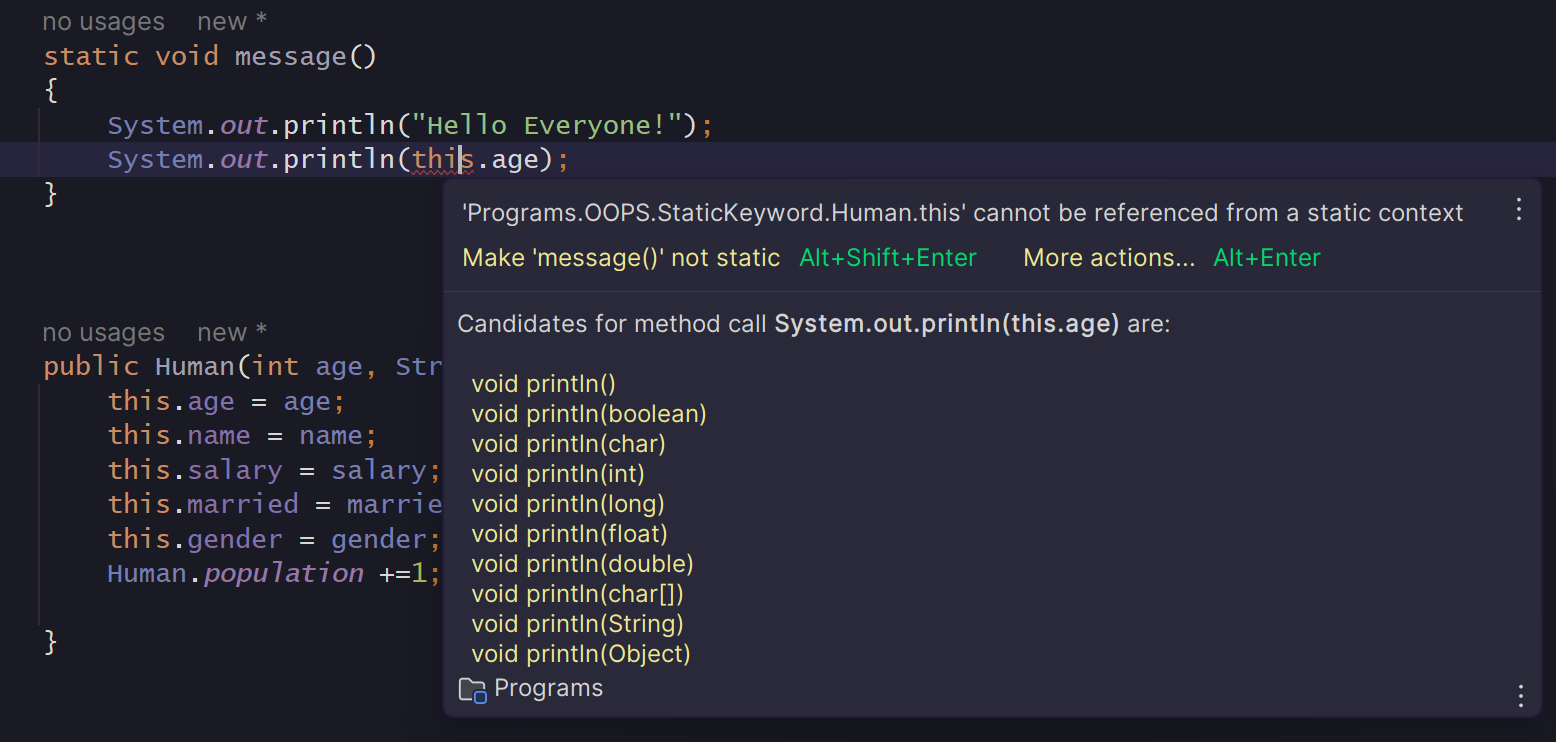 no usages new *
static void message()
{
System.out.println("Hello Everyone!");
System.out.println(this.age);
}
'Programs.OOPS.StaticKeyword.Human.this' cannot be referenced from a static context
Make 'message()' not static Alt+Shift+Enter More actions... Alt+Enter
Candidates for method call System.out.println(this.age) are:
void println()
void println(boolean)
void println(char)
void println(int)
void println(long)
void println(float)
void println(double)
void println(char[])
void println(String)
void println(Object)
Programs
no usages new *
public Human(int age, Str
this.age = age;
this.name = name;
this.salary = salary;
this.married = marrie
this.gender = gender;
Human.population +=1;
}